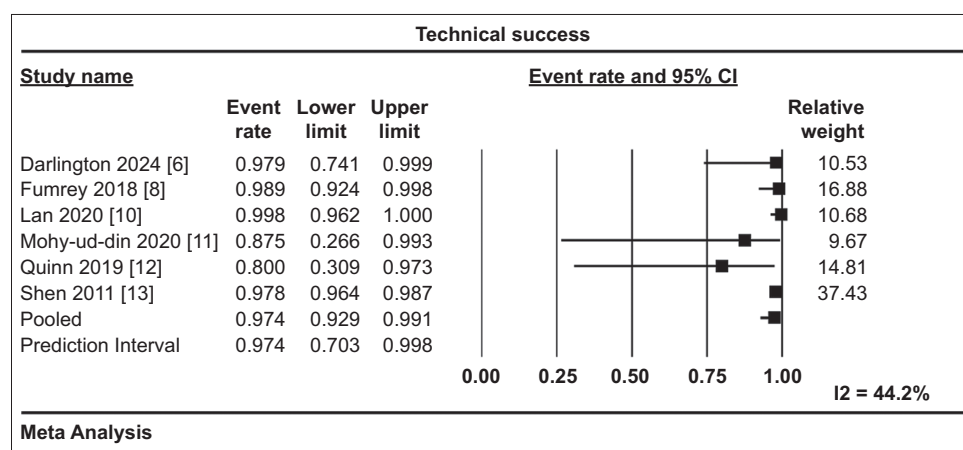 Technical success
Study name Event rate and 95% CI
Event Lower Upper Relative
rate limit limit weight
Darlington 2024 [6] 0.979 0.741 0.999 10.53
Fumrey 2018 [8] 0.989 0.924 0.998 16.88
Lan 2020 [10] 0.998 0.962 1.000 10.68
Mohy-ud-din 2020 [11] 0.875 0.266 0.993 9.67
Quinn 2019 [12] 0.800 0.309 0.973 14.81
Shen 2011 [13] 0.978 0.964 0.987 37.43
Pooled 0.974 0.929 0.991
Prediction Interval 0.974 0.703 0.998
0.00 0.25 0.50 0.75 1.00
I2 = 44.2%
Meta Analysis